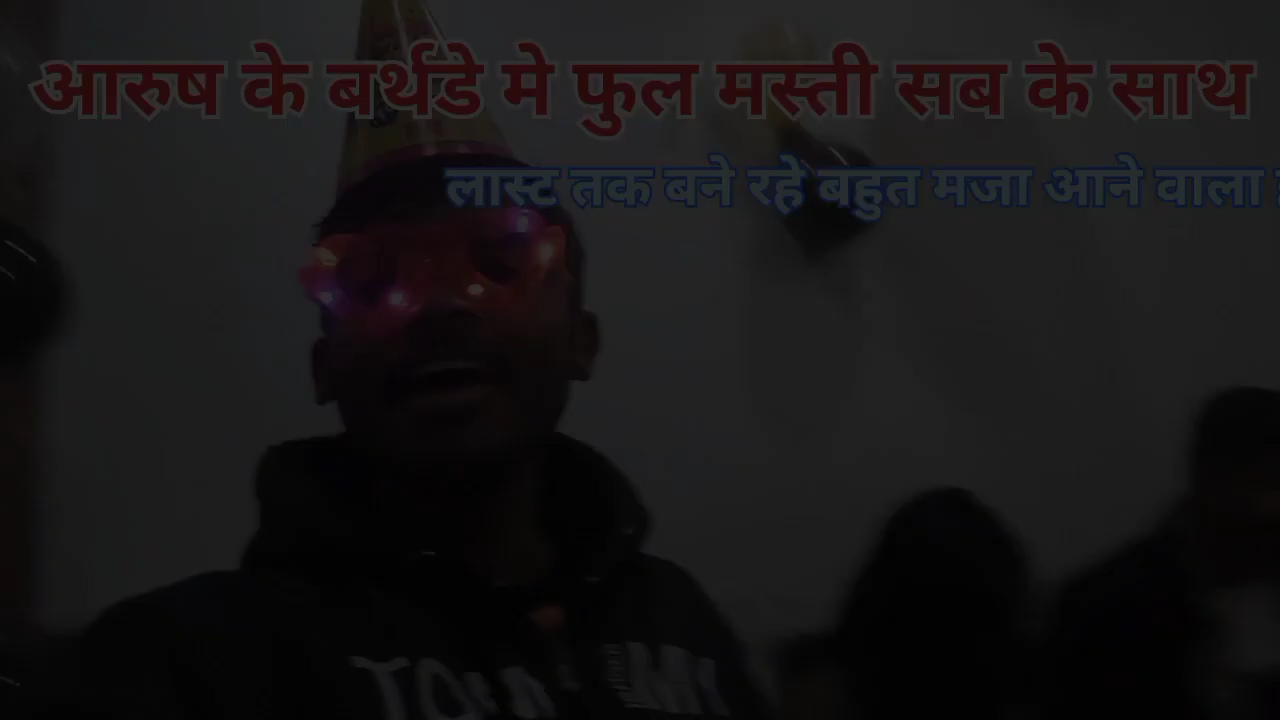 आरुष के बर्थडे मे फुल मस्ती सब के साथ
लास्ट तक बने रहे बहुत मजा आने वाला